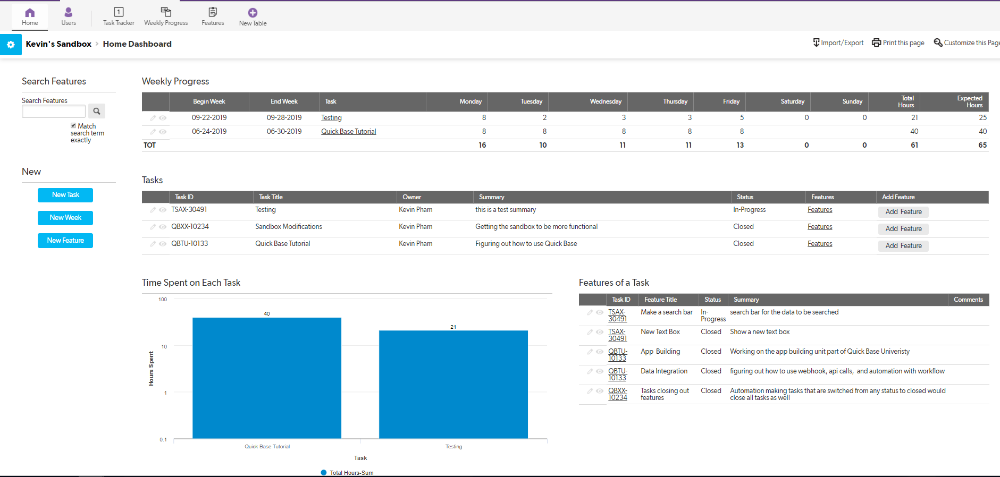 Home Users 1 Task Tracker Weekly Progress Features New Table
Kevin's Sandbox > Home Dashboard Import/Export Print this page Customize this Page
Search Features
Search Features
Match
search term
exactly
New
New Task
New Week
New Feature
Weekly Progress
Begin Week End Week Task Monday Tuesday Wednesday Thursday Friday Saturday Sunday Total Hours Expected Hours
09-22-2019 09-28-2019 Testing 8 2 3 3 5 0 0 21 25
06-24-2019 06-30-2019 Quick Base Tutorial 8 8 8 8 8 40 40
TOT 16 10 11 11 13 0 0 61 65
Tasks
Task ID Task Title Owner Summary Status Features Add Feature
TSAX-30491 Testing Kevin Pham this is a test summary In-Progress Features Add Feature
QBXX-10234 Sandbox Modifications Kevin Pham Getting the sandbox to be more functional Closed Features Add Feature
QBTU-10133 Quick Base Tutorial Kevin Pham Figuring out how to use Quick Base Closed Features Add Feature
Time Spent on Each Task
100
10
1
0.1
Hours Spent
40
21
Quick Base Tutorial Testing
Task
Total Hours-Sum
Features of a Task
Task ID Feature Title Status Summary Comments
TSAX- Make a search bar In- search bar for the data to be searched
30491 Progress
TSAX- New Text Box Closed Show a new text box
30491
QBTU- App Building Closed Working on the app building unit part of Quick Base Univeristy
10133
QBTU- Data Integration Closed figuring out how to use webhook, api calls, and automation with workflow
10133
QBXX- Tasks closing out Closed Automation making tasks that are switched from any status to closed would
10234 features close all tasks as well